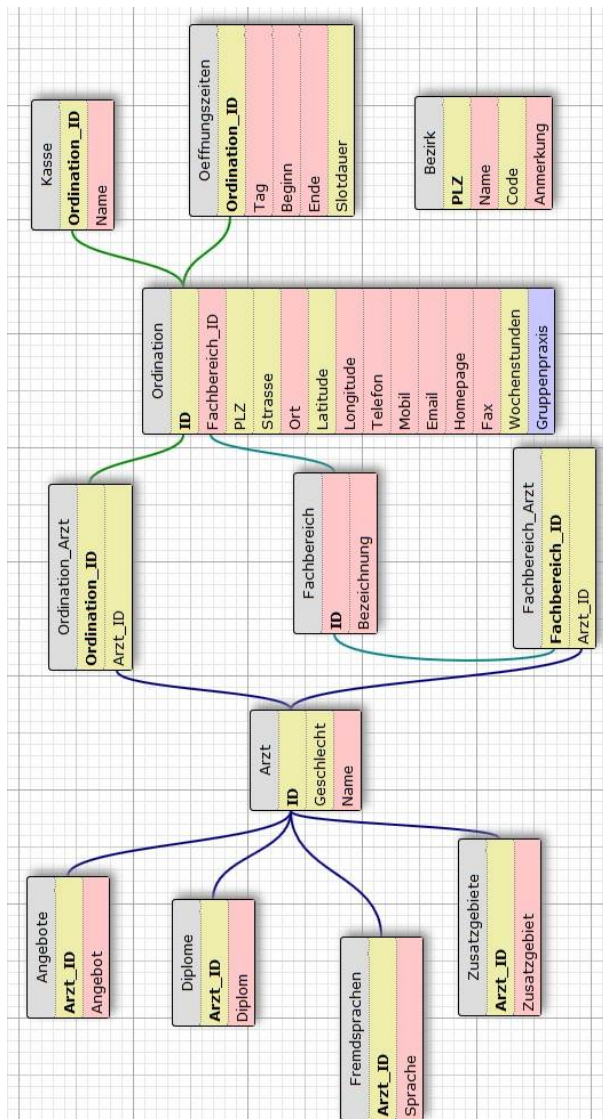 Angebote
Arzt_ID
Angebot
Diplome
Arzt_ID
Diplom
Fremdsprachen
Arzt_ID
Sprache
Zusatzgebiete
Arzt_ID
Zusatzgebiet
Arzt
ID
Geschlecht
Name
Ordination_Arzt
Ordination_ID
Arzt_ID
Fachbereich
ID
Bezeichnung
Fachbereich_Arzt
Fachbereich_ID
Arzt_ID
Ordination
ID
Fachbereich_ID
PLZ
Strasse
Ort
Latitude
Longitude
Telefon
Mobil
Email
Homepage
Fax
Wochenstunden
Gruppenpraxis
Kasse
Ordination_ID
Name
Oeffnungszeiten
Ordination_ID
Tag
Beginn
Ende
Slotdauer
Bezirk
PLZ
Name
Code
Anmerkung